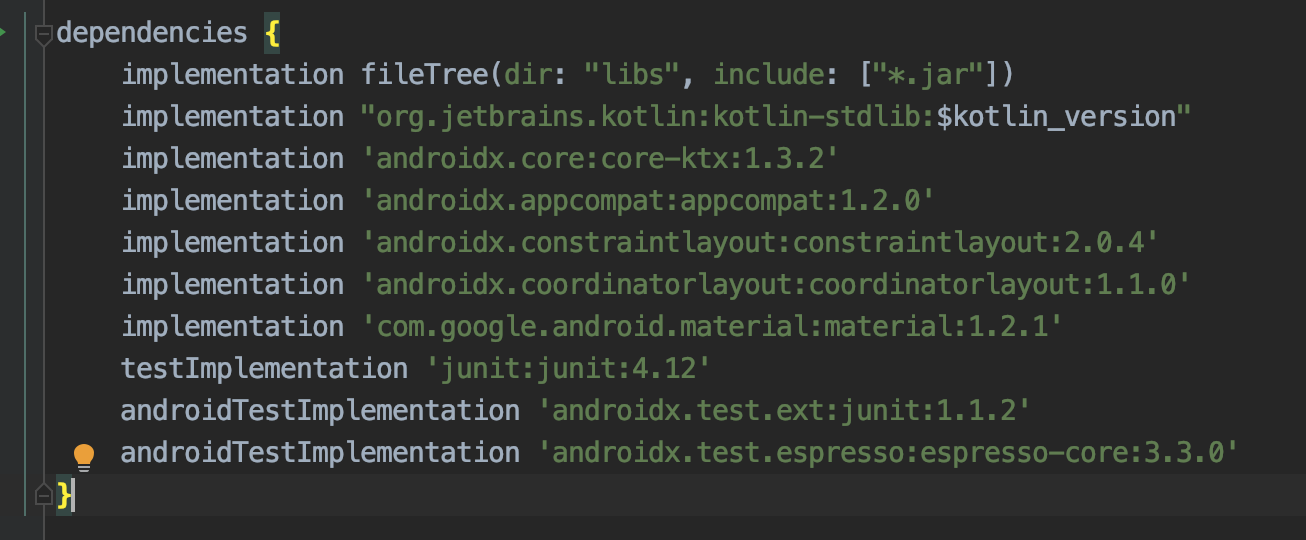 dependencies {
implementation fileTree(dir: "libs", include: ["*.jar"])
implementation "org.jetbrains.kotlin:kotlin-stdlib:$kotlin_version"
implementation 'androidx.core:core-ktx:1.3.2'
implementation 'androidx.appcompat:appcompat:1.2.0'
implementation 'androidx.constraintlayout:constraintlayout:2.0.4'
implementation 'androidx.coordinatorlayout:coordinatorlayout:1.1.0'
implementation 'com.google.android.material:material:1.2.1'
testImplementation 'junit:junit:4.12'
androidTestImplementation 'androidx.test.ext:junit:1.1.2'
androidTestImplementation 'androidx.test.espresso:espresso-core:3.3.0'
}